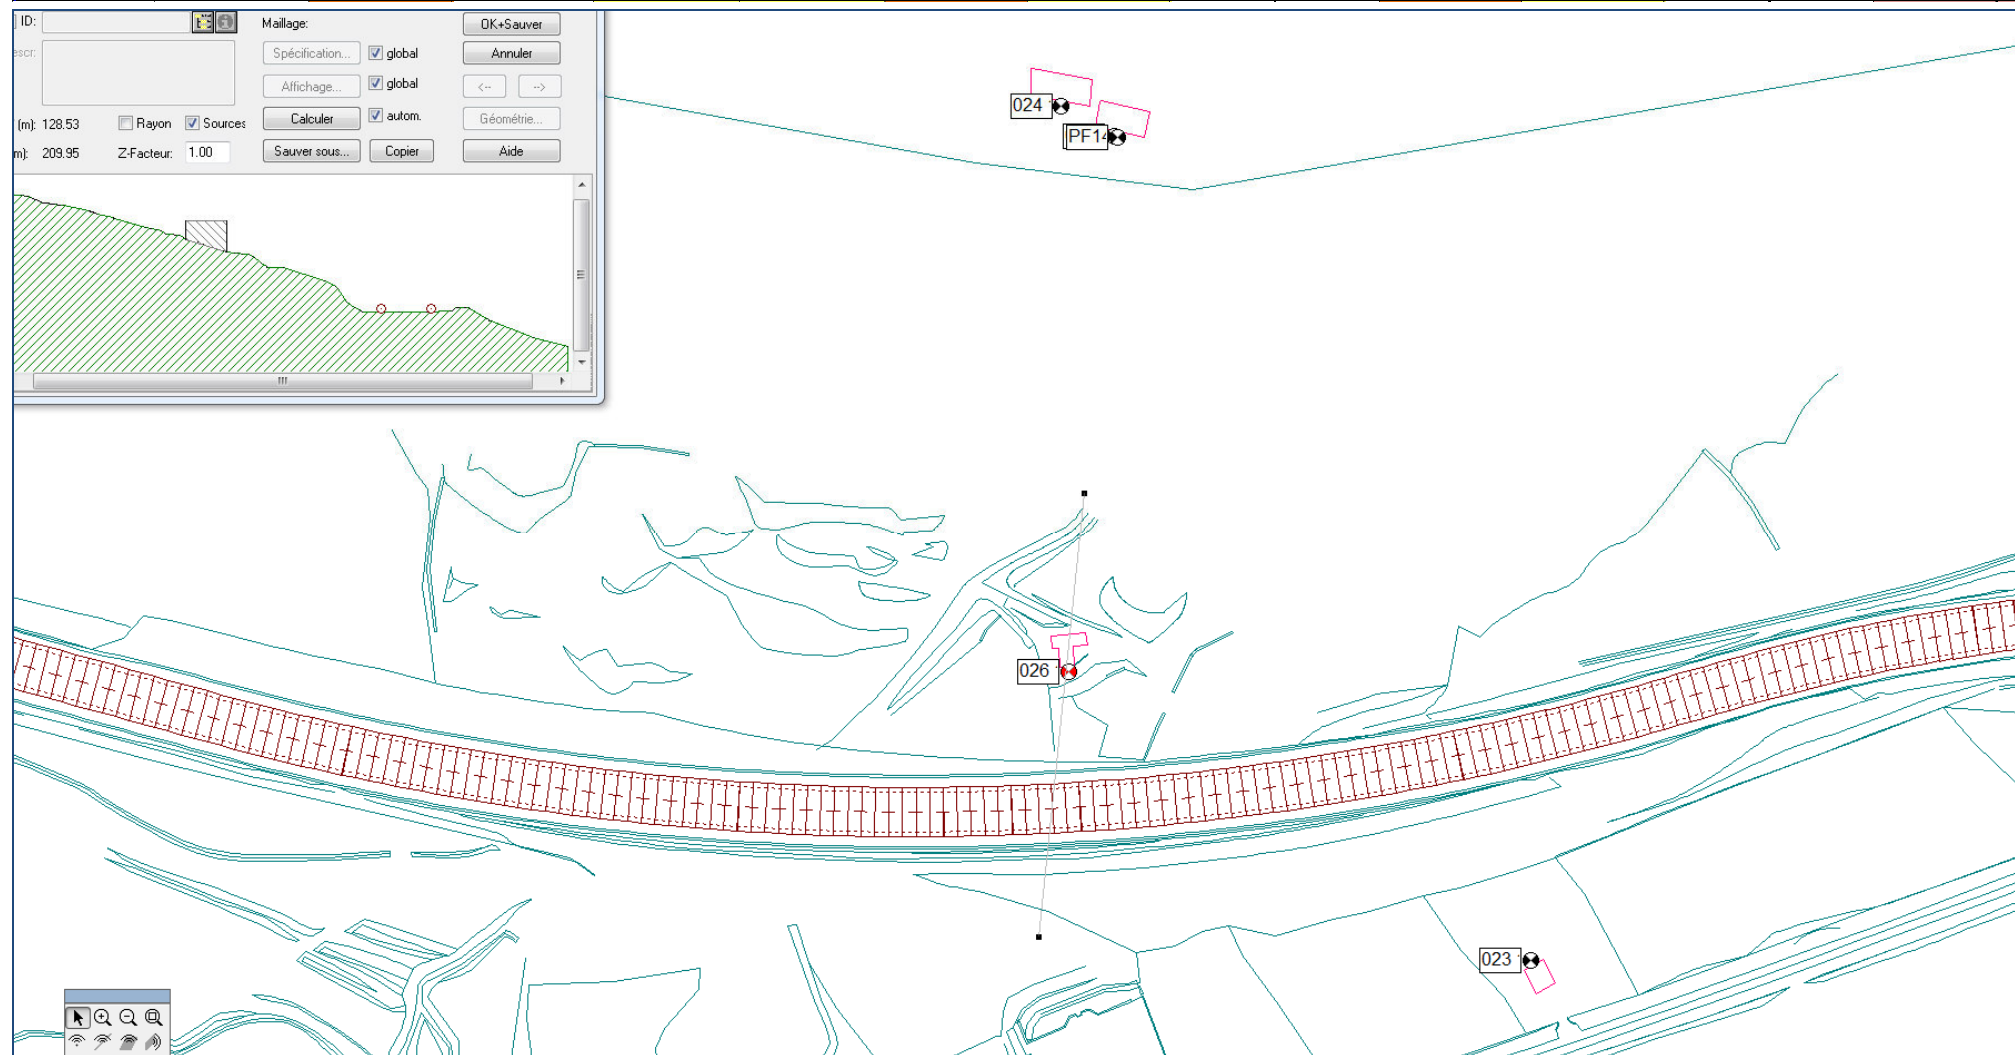 ID:
Maillage:
OK+Sauver
escr:
Spécification...
global
Annuler
Affichage...
global
<--
-->
(m): 128.53
Rayon
Sources
Calculer
autom.
Géométrie...
m): 209.95
Z-Facteur:
1.00
Sauver sous...
Copier
Aide
024
PF14
026
023